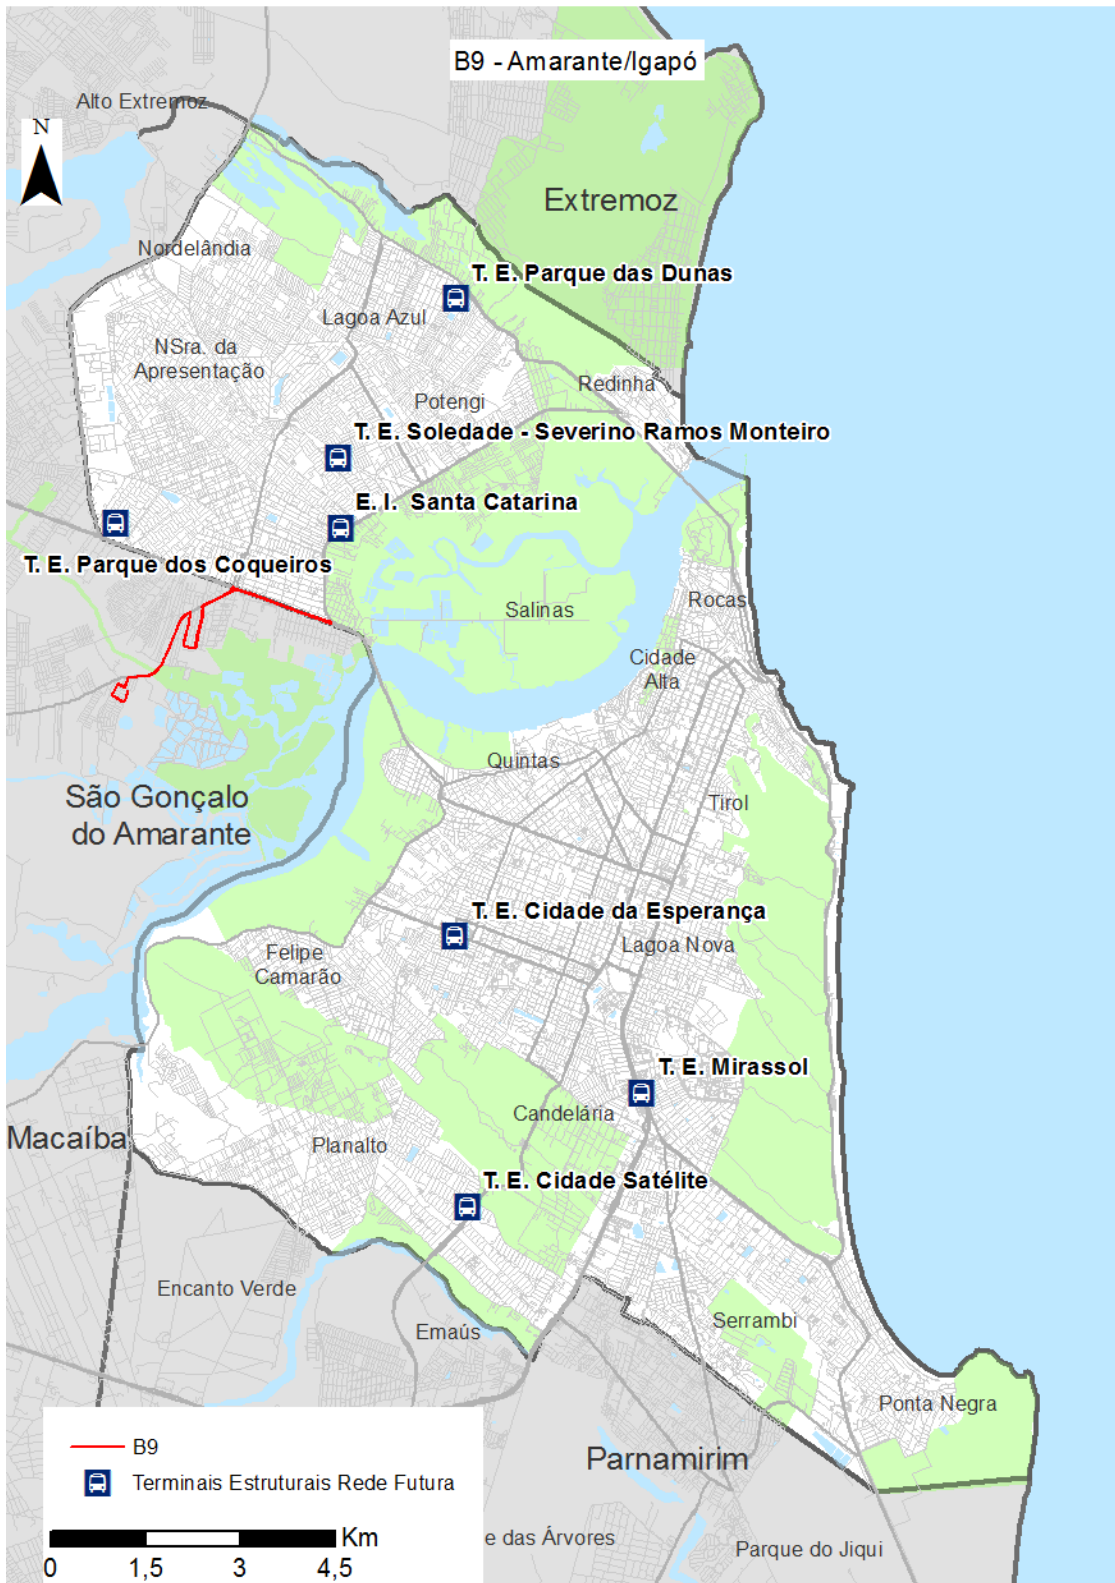 B9 - Amarante/Igapó
Alto Extremoz
N
Extremoz
Nordelândia
T. E. Parque das Dunas
Lagoa Azul
NSra. da
Apresentação
Redinha
Potengi
T. E. Soledade - Severino Ramos Monteiro
E. I. Santa Catarina
T. E. Parque dos Coqueiros
Salinas
Rocas
Cidade
Alta
Quintas
São Gonçalo
do Amarante
Tirol
T. E. Cidade da Esperança
Felipe
Camarão
Lagoa Nova
T. E. Mirassol
Candelária
Macaíba
Planalto
T. E. Cidade Satélite
Encanto Verde
Emaús
Serrambi
Ponta Negra
Parnamirim
B9
Terminais Estruturais Rede Futura
Km
0 1,5 3 4,5
e das Árvores
Parque do Jiqui